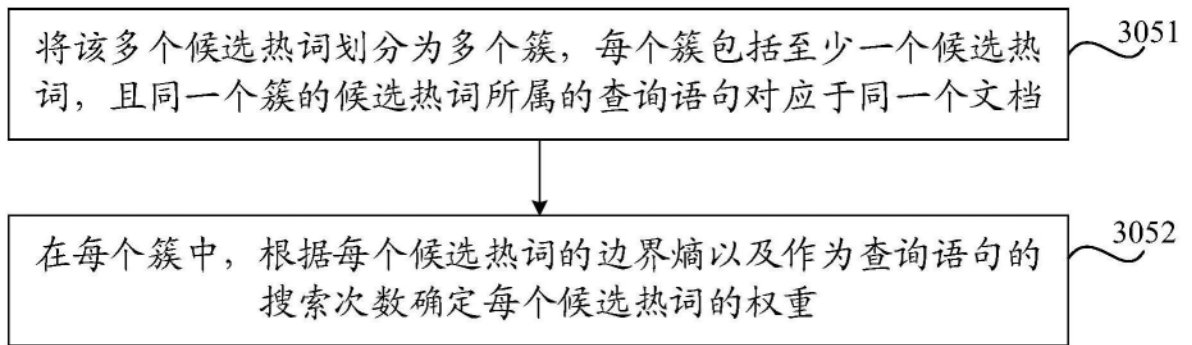 将该多个候选热词划分为多个簇，每个簇包括至少一个候选热
词，且同一个簇的候选热词所属的查询语句对应于同一个文档
3051
在每个簇中，根据每个候选热词的边界熵以及作为查询语句的
搜索次数确定每个候选热词的权重
3052